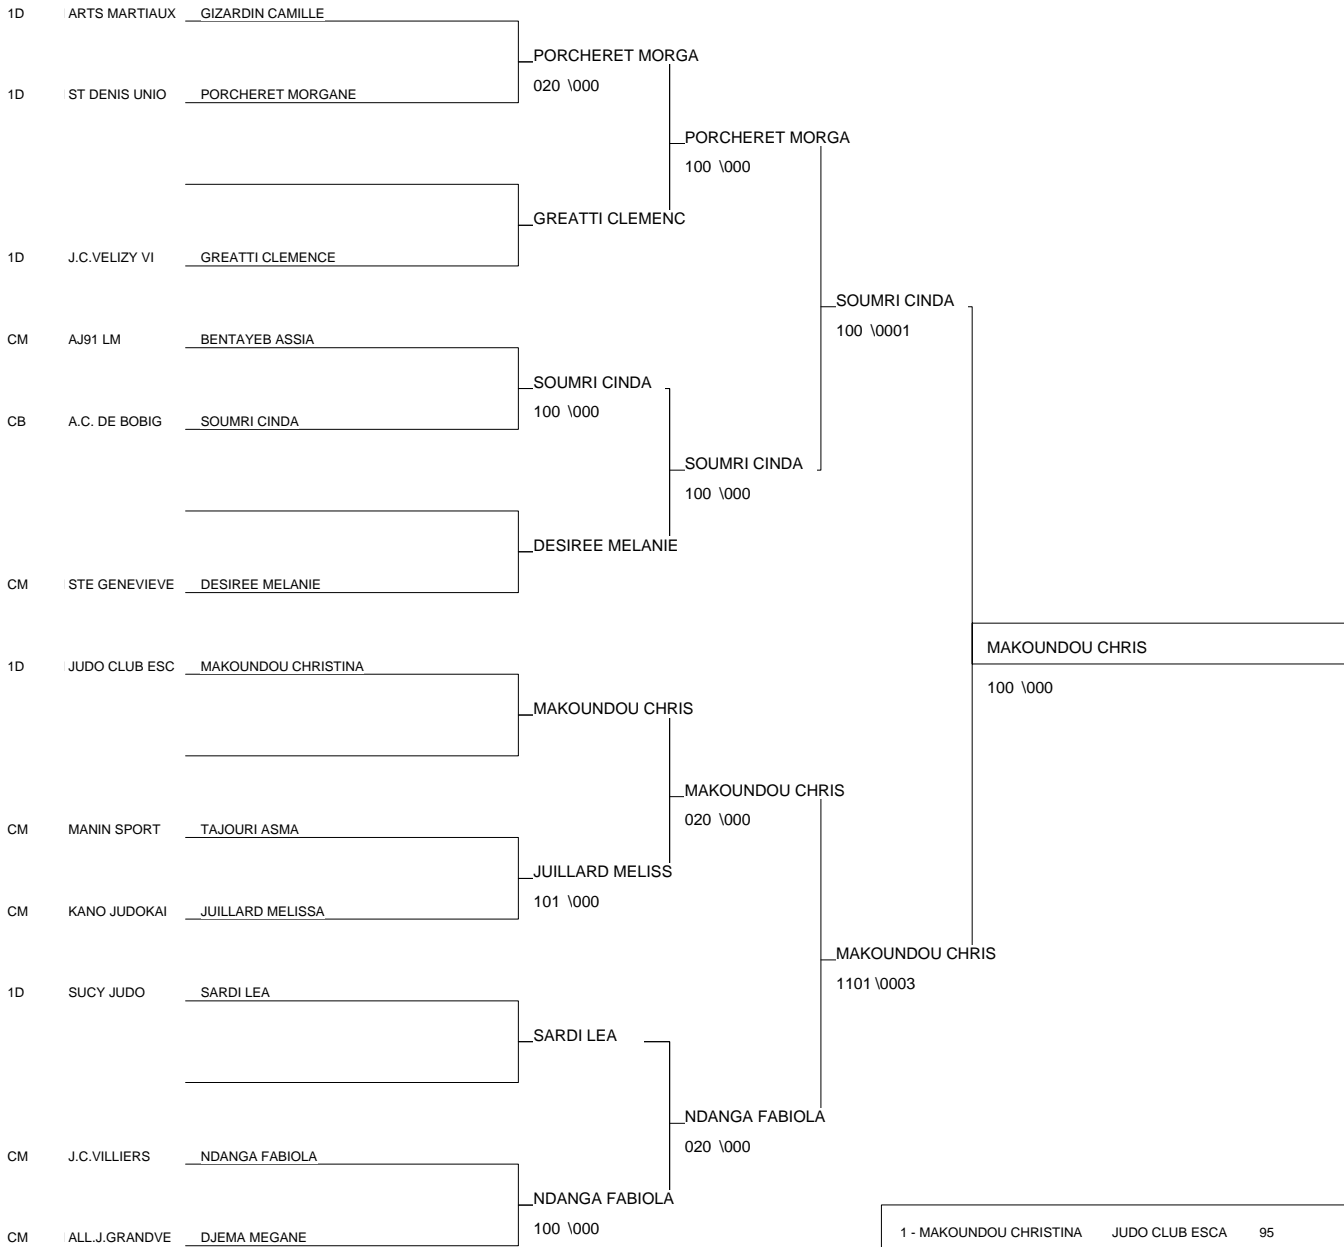 1D ARTS MARTIAUX GIZARDIN CAMILLE
PORCHERET MORGA
020 \000
1D ST DENIS UNIO PORCHERET MORGANE
PORCHERET MORGA
100 \000
GREATTI CLEMENC
1D J.C.VELIZY VI GREATTI CLEMENCE
SOUMRI CINDA
100 \0001
CM AJ91 LM BENTAYEB ASSIA
SOUMRI CINDA
100 \000
CB A.C. DE BOBIG SOUMRI CINDA
SOUMRI CINDA
100 \000
DESIREE MELANIE
CM STE GENEVIEVE DESIREE MELANIE
MAKOUNDOU CHRIS
100 \000
1D JUDO CLUB ESC MAKOUNDOU CHRISTINA
MAKOUNDOU CHRIS
MAKOUNDOU CHRIS
020 \000
CM MANIN SPORT TAJOURI ASMA
JUILLARD MELISS
101 \000
CM KANO JUDOKAI JUILLARD MELISSA
MAKOUNDOU CHRIS
1101 \0003
1D SUCY JUDO SARDI LEA
SARDI LEA
NDANGA FABIOLA
020 \000
CM J.C.VILLIERS NDANGA FABIOLA
NDANGA FABIOLA
100 \000
CM ALL.J.GRANDVE DJEMA MEGANE
1 - MAKOUNDOU CHRISTINA JUDO CLUB ESCA 95